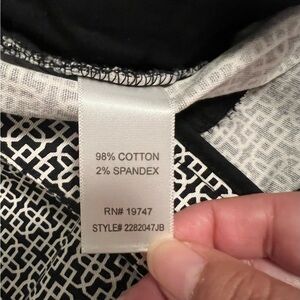 98% COTTON
2% SPANDEX
RN# 19747
STYLE# 2282047JB